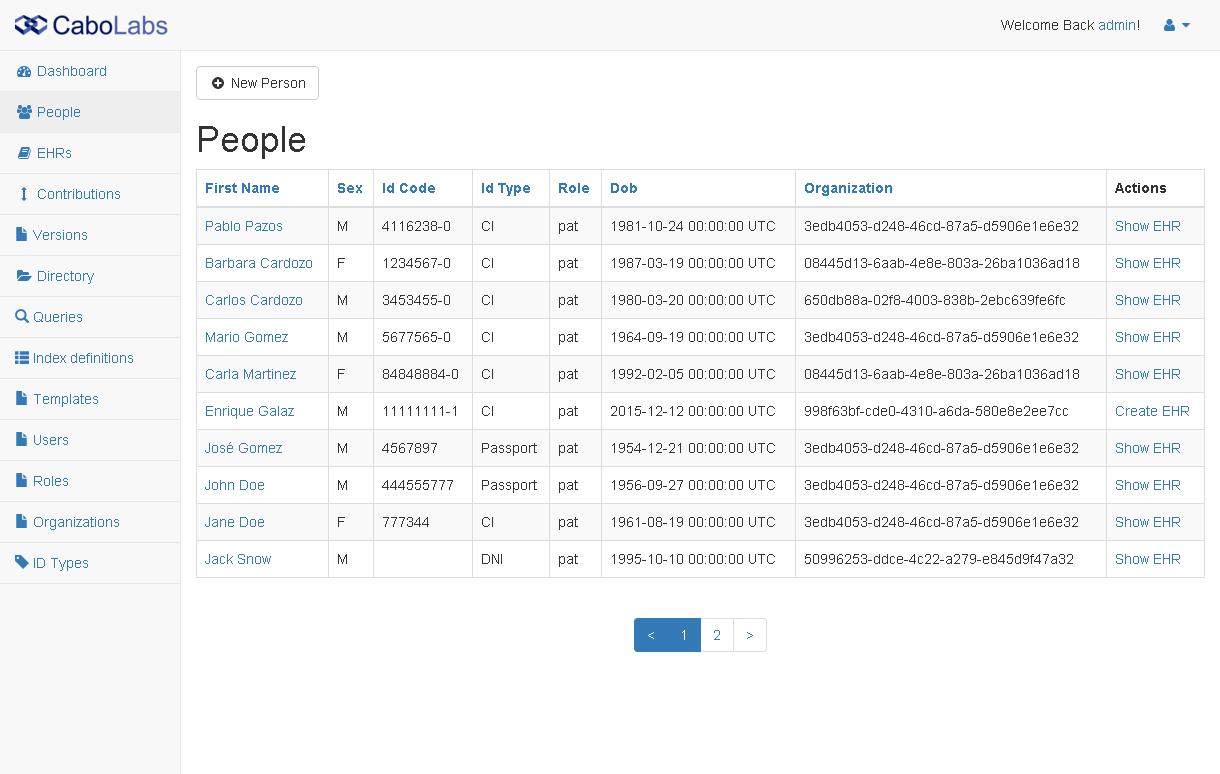 CaboLabs
Welcome Back admin!
Dashboard
People
EHRs
Contributions
Versions
Directory
Queries
Index definitions
Templates
Users
Roles
Organizations
ID Types
New Person
People
First Name Sex Id Code Id Type Role Dob Organization Actions
Pablo Pazos M 4116238-0 CI pat 1981-10-24 00:00:00 UTC 3edb4053-d248-46cd-87a5-d5906e1e6e32 Show EHR
Barbara Cardozo F 1234567-0 CI pat 1987-03-19 00:00:00 UTC 08445d13-6aab-4e8e-803a-26ba1036ad18 Show EHR
Carlos Cardozo M 3453455-0 CI pat 1980-03-20 00:00:00 UTC 650db88a-02f8-4003-838b-2ebc639fe6fc Show EHR
Mario Gomez M 5677565-0 CI pat 1964-09-19 00:00:00 UTC 3edb4053-d248-46cd-87a5-d5906e1e6e32 Show EHR
Carla Martinez F 84848884-0 CI pat 1992-02-05 00:00:00 UTC 08445d13-6aab-4e8e-803a-26ba1036ad18 Show EHR
Enrique Galaz M 11111111-1 CI pat 2015-12-12 00:00:00 UTC 998f63bf-cde0-4310-a6da-580e8e2ee7cc Create EHR
José Gomez M 4567897 Passport pat 1954-12-21 00:00:00 UTC 3edb4053-d248-46cd-87a5-d5906e1e6e32 Show EHR
John Doe M 444555777 Passport pat 1956-09-27 00:00:00 UTC 3edb4053-d248-46cd-87a5-d5906e1e6e32 Show EHR
Jane Doe F 777344 CI pat 1961-08-19 00:00:00 UTC 3edb4053-d248-46cd-87a5-d5906e1e6e32 Show EHR
Jack Snow M DNI pat 1995-10-10 00:00:00 UTC 50996253-ddce-4c22-a279-e845d9f47a32 Show EHR
< 1 2 >